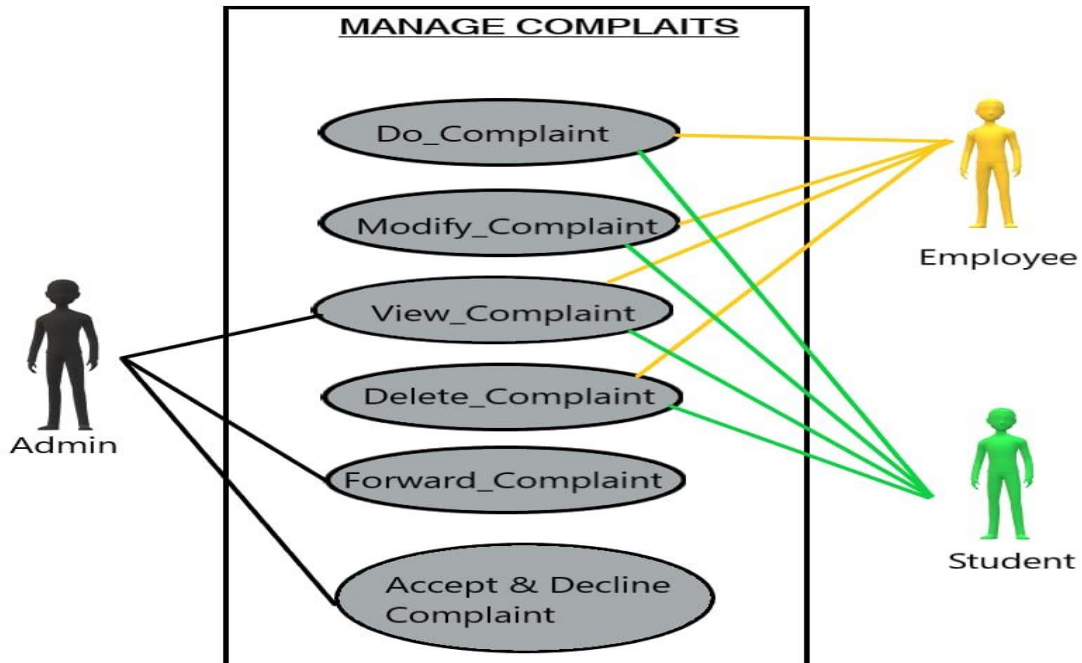 MANAGE COMPLAITS
Do_Complaint
Modify_Complaint
View_Complaint
Delete_Complaint
Forward_Complaint
Accept & Decline
Complaint
Admin
Employee
Student